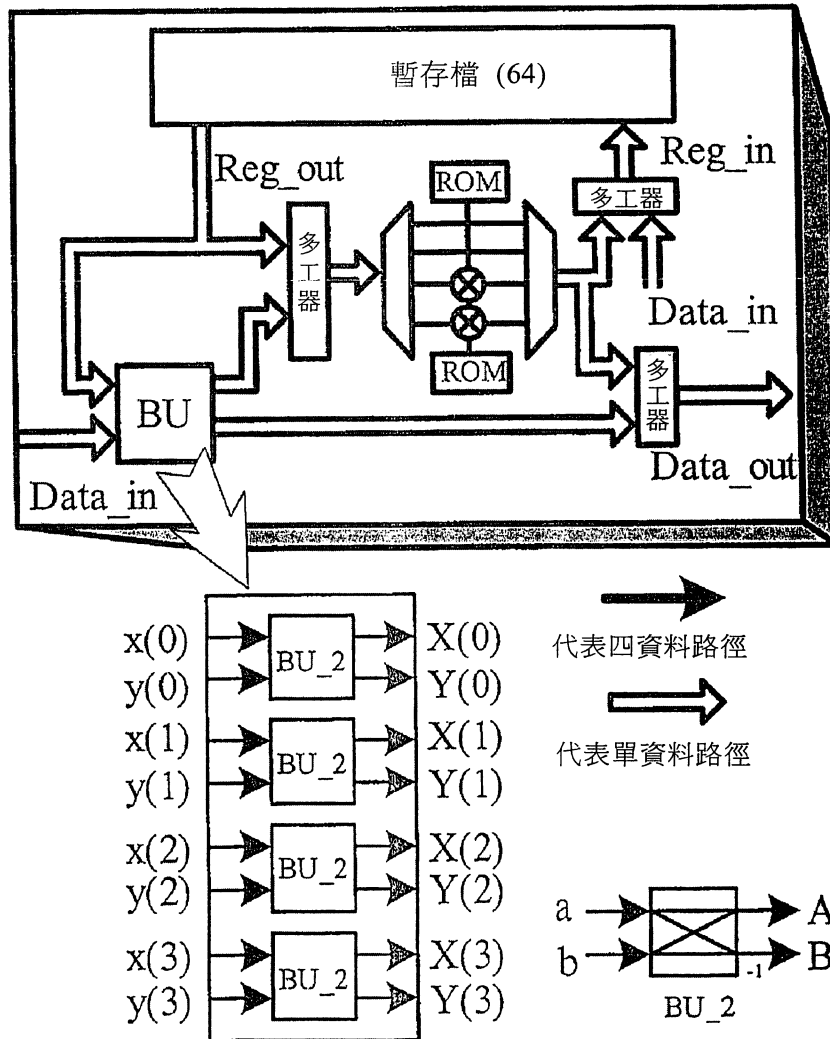 暫存檔 (64)
Reg_out
Reg_in
ROM
多工器
多工器
Data_in
ROM
多工器
BU
Data_in
Data_out
x(0)
y(0)
BU_2
X(0)
Y(0)
x(1)
y(1)
BU_2
X(1)
Y(1)
x(2)
y(2)
BU_2
X(2)
Y(2)
x(3)
y(3)
BU_2
X(3)
Y(3)
代表四資料路徑
代表單資料路徑
a
b
A
B
-1
BU_2